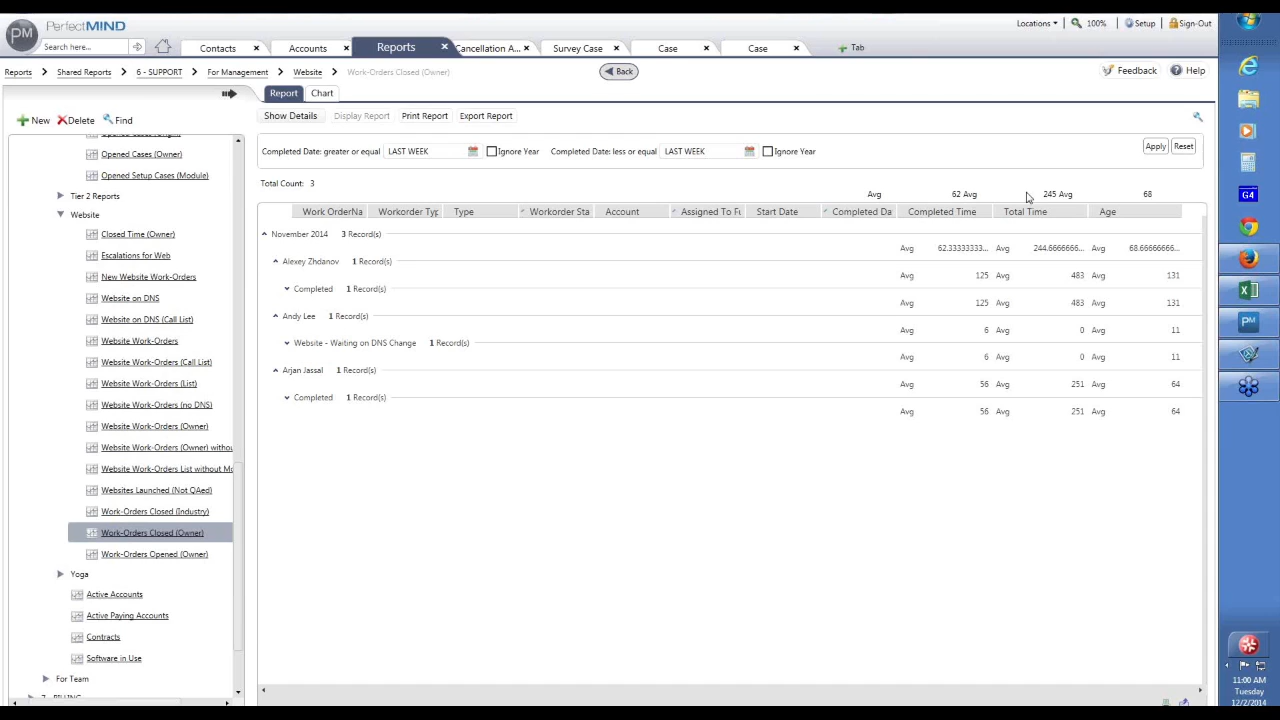 PerfectMIND
Locations
100%
Setup
Sign-Out
PM
Search here...
Contacts
Accounts
Reports
Cancellation A...
Survey Case
Case
Case
Tab
Reports
Shared Reports
6 - SUPPORT
For Management
Website
Work-Orders Closed (Owner)
Back
Feedback
Help
Report
Chart
New
Delete
Find
Show Details
Display Report
Print Report
Export Report
Opened Cases (Owner)
Opened Setup Cases (Module)
Tier 2 Reports
Website
Closed Time (Owner)
Escalations for Web
New Website Work-Orders
Website on DNS
Website on DNS (Call List)
Website Work-Orders
Website Work-Orders (Call List)
Website Work-Orders (List)
Website Work-Orders (no DNS)
Website Work-Orders (Owner)
Website Work-Orders (Owner) withou
Website Work-Orders List without Mo
Websites Launched (Not QAed)
Work-Orders Closed (Industry)
Work-Orders Closed (Owner)
Work-Orders Opened (Owner)
Yoga
Active Accounts
Active Paying Accounts
Contracts
Software in Use
For Team
7 - BILLING
Completed Date: greater or equal LAST WEEK Ignore Year Completed Date: less or equal LAST WEEK Ignore Year
Apply
Reset
Total Count: 3
Avg 62 Avg 245 Avg 68
Work OrderNa Workorder Typ Type Workorder Sta Account Assigned To Fu Start Date Completed Da Completed Time Total Time Age
November 2014 3 Record(s)
Avg 62.33333333... Avg 244.6666666... Avg 68.66666666...
Alexey Zhdanov 1 Record(s)
Avg 125 Avg 483 Avg 131
Completed 1 Record(s)
Avg 125 Avg 483 Avg 131
Andy Lee 1 Record(s)
Avg 6 Avg 0 Avg 11
Website - Waiting on DNS Change 1 Record(s)
Avg 6 Avg 0 Avg 11
Arjan Jassal 1 Record(s)
Avg 56 Avg 251 Avg 64
Completed 1 Record(s)
Avg 56 Avg 251 Avg 64
G4
PM
11:00 AM
Tuesday
12/2/2014